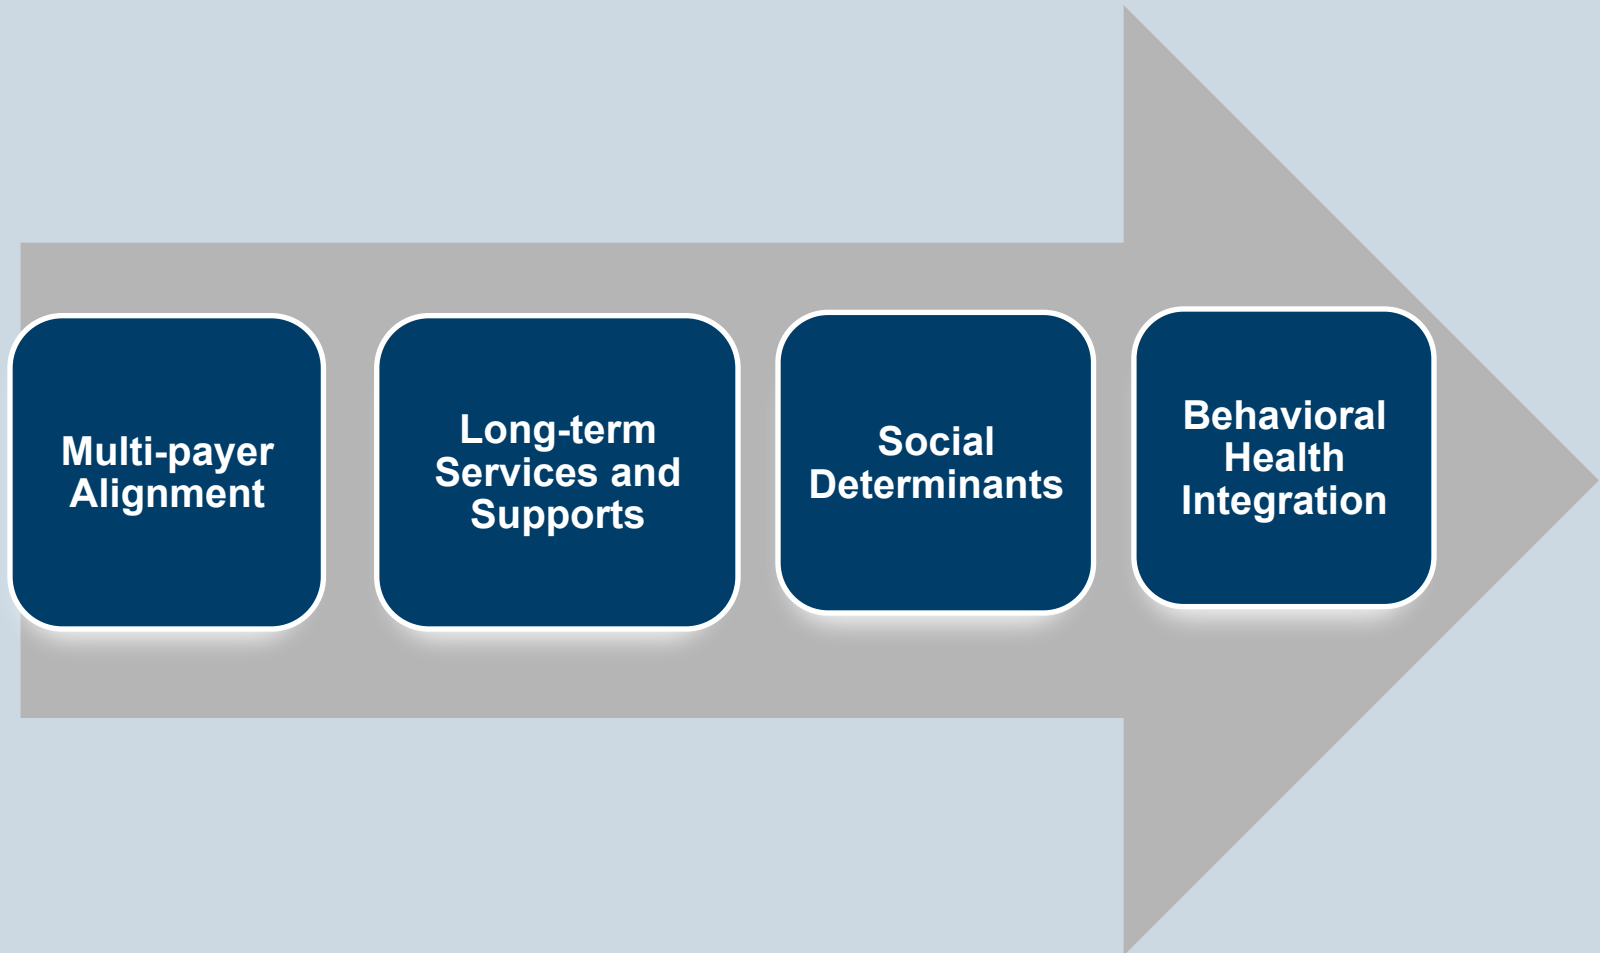 Multi-payer
Alignment
Long-term
Services and
Supports
Social
Determinants
Behavioral
Health
Integration